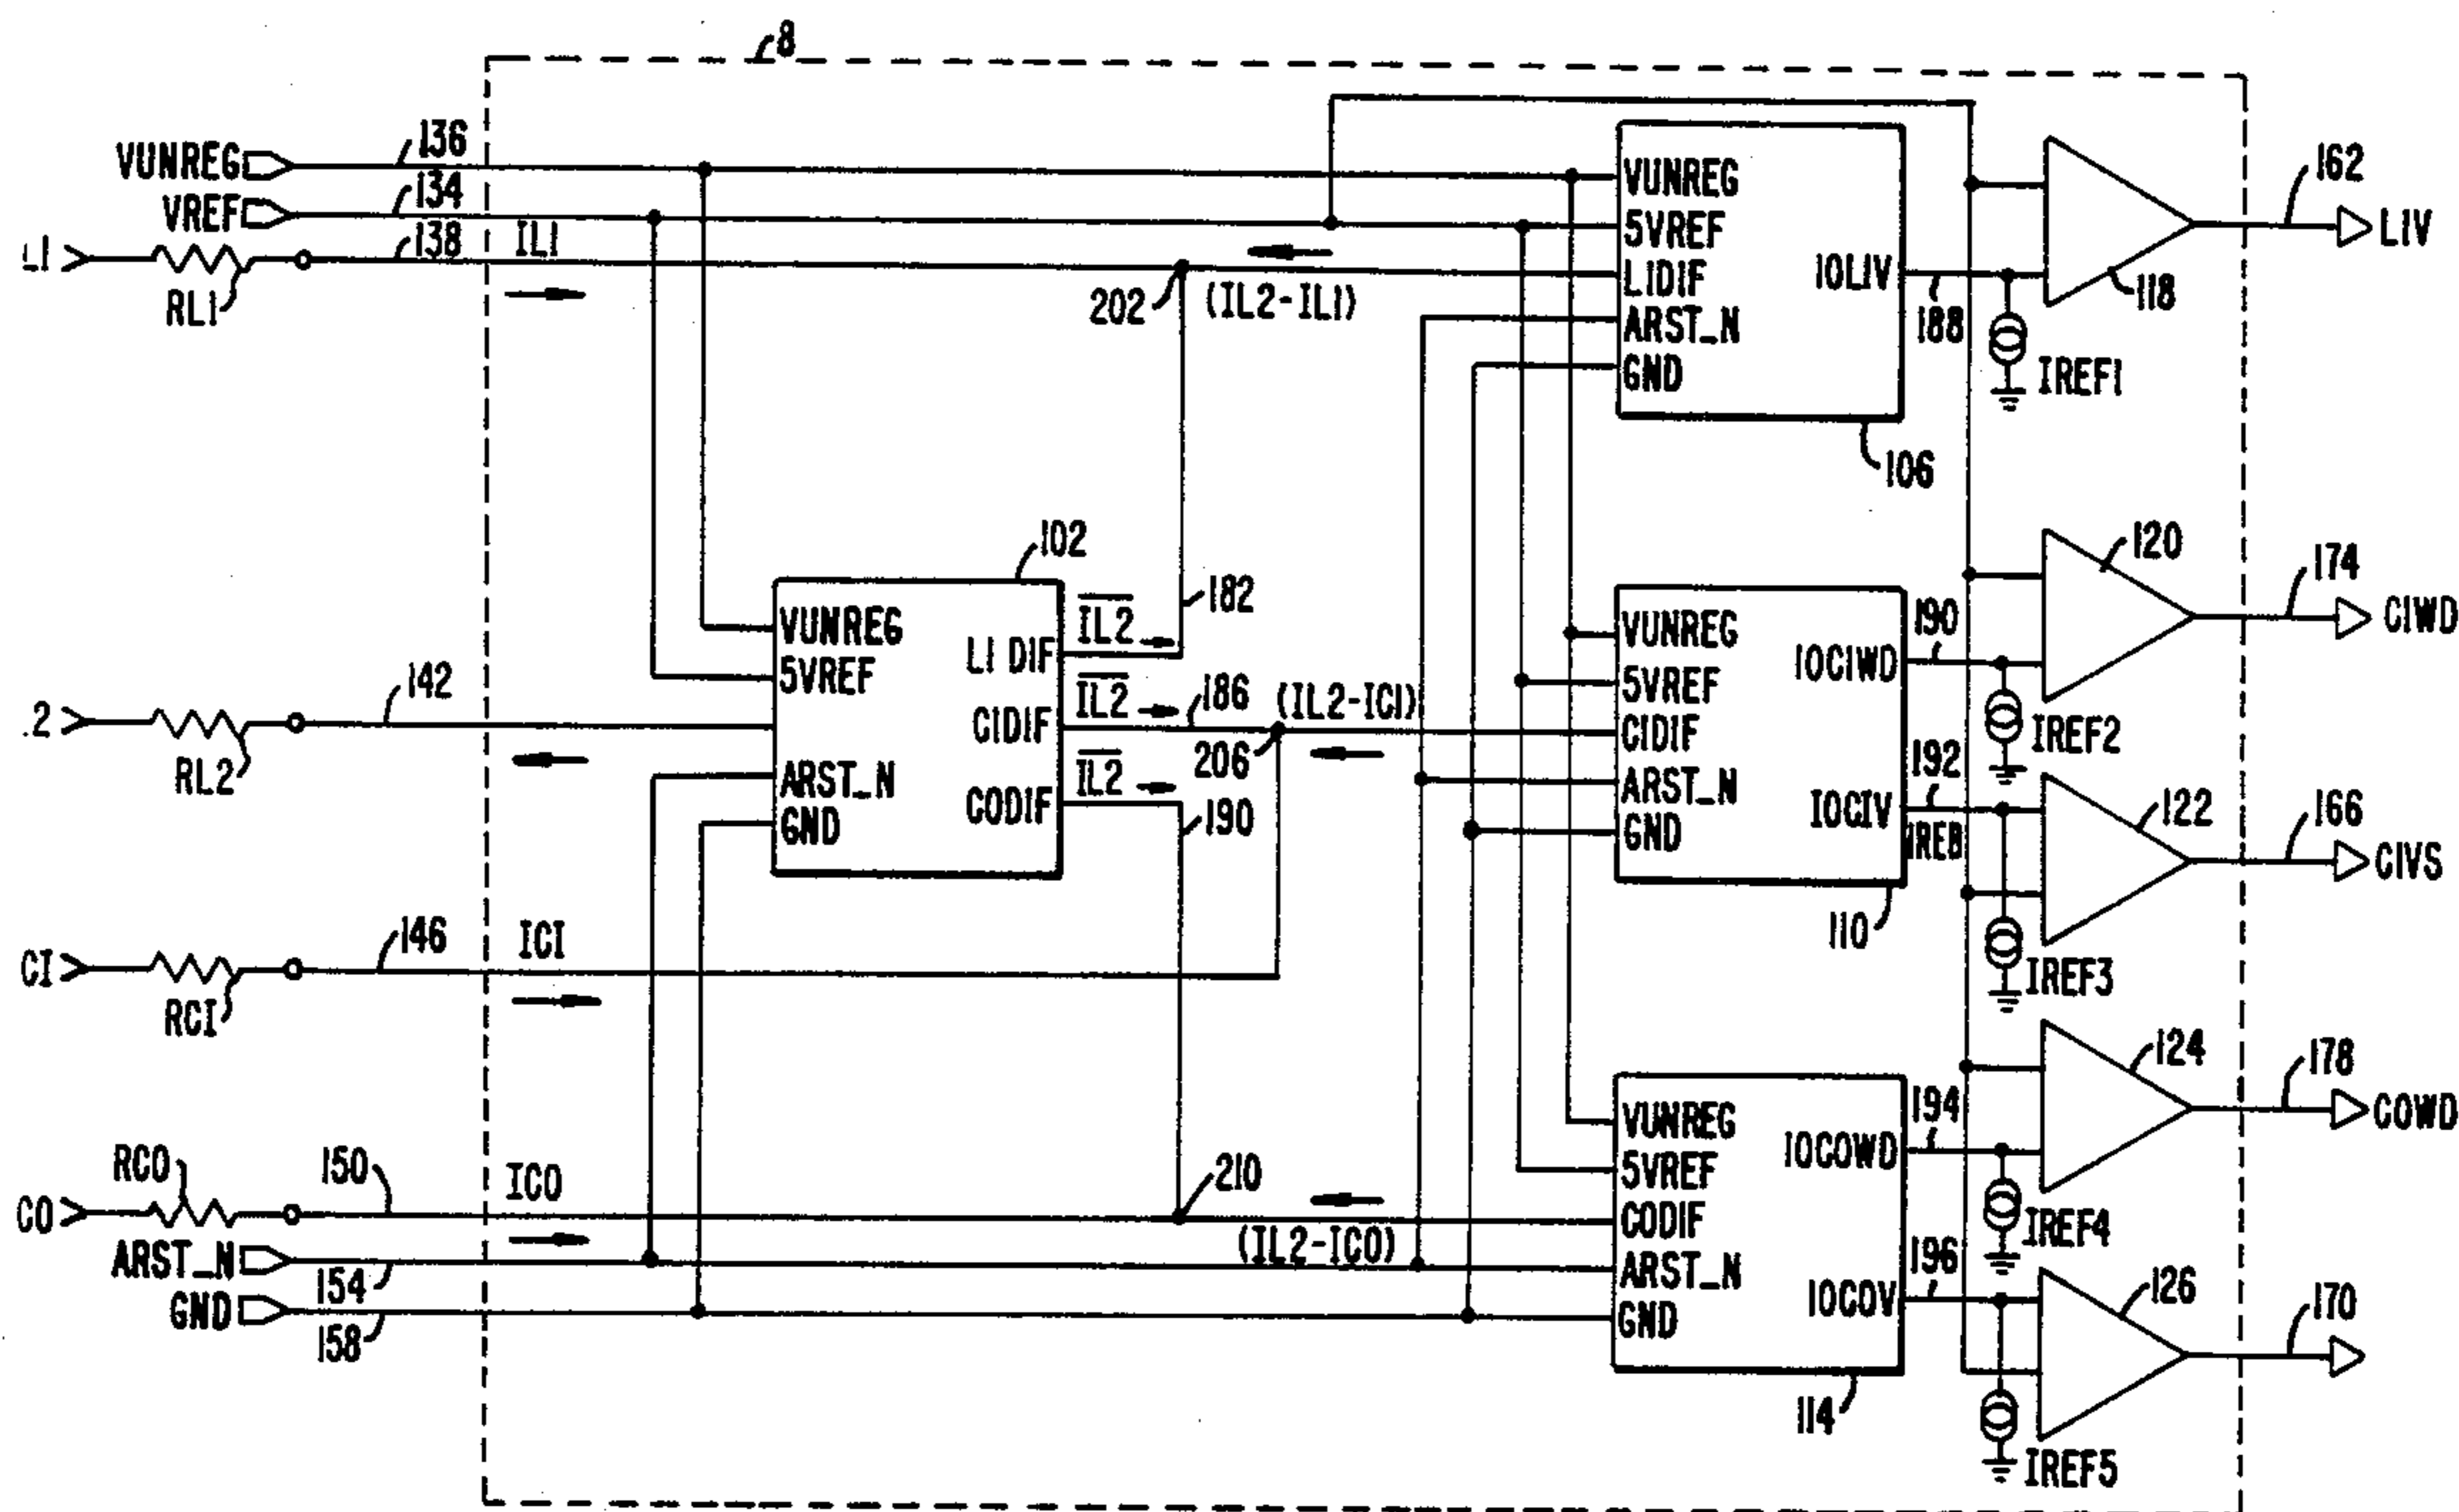 8
VUNREG
136
VREF
134
L1
138
IL1
RL1
202
(IL2-IL1)
VUNREG
5VREF
LIDIF
ARST_N
GND
IOLIV
188
IREF1
106
118
162
LIV
102
VUNREG
5VREF
ARST_N
GND
LI DIF
CIDIF
CODIF
IL2
182
IL2
186
IL2
190
.2
142
RL2
206
(IL2-ICI)
VUNREG
5VREF
CIDIF
ARST_N
GND
IOCIWD
IOCIV
190
192
IREB
110
120
IREF2
174
CIWD
122
IREF3
166
CIVS
CI
146
ICI
RCI
RCO
CO
150
ICO
210
(IL2-ICO)
ARST_N
154
GND
158
VUNREG
5VREF
CODIF
ARST_N
GND
IOCOWD
IOCOV
194
196
114
124
IREF4
178
COWD
126
IREF5
170